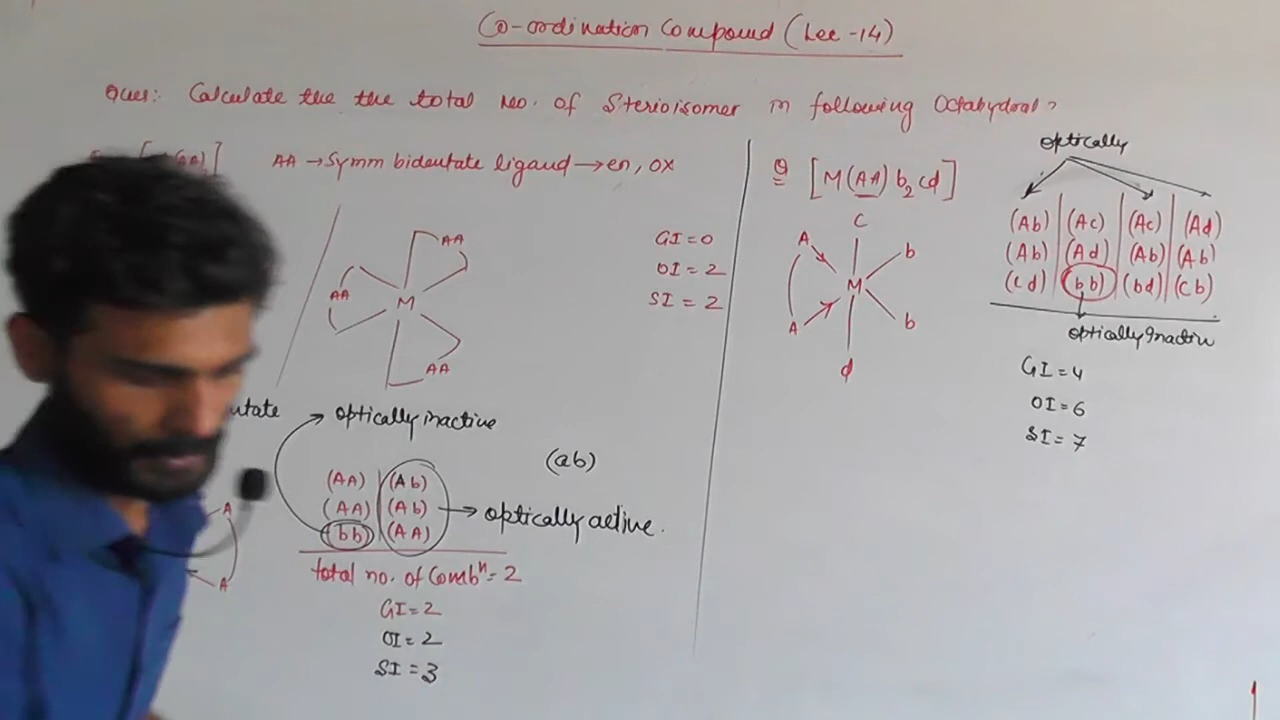 Co-ordination Compound (Lec -14)
Ques: Calculate the the total no. of Sterioisomer in following Octahydral?
AA → Symm bidentate ligand → en, ox
AA
AA
M
AA
GI = 0
OI = 2
SI = 2
utate
optically inactive
(ab)
(AA) | (Ab)
(AA) | (Ab) → optically active.
(bb) | (AA)
A
A
total no. of Combⁿ = 2
GI = 2
OI = 2
SI = 3
Q [M(AA) b₂ cd]
C
A b
M
A b
d
optically
(Ab) | (Ac) | (Ac) | (Ad)
(Ab) | (Ad) | (Ab) | (Ab)
(cd) | (bb) | (bd) | (Cb)
optically Inactive
GI = 4
OI = 6
SI = 7